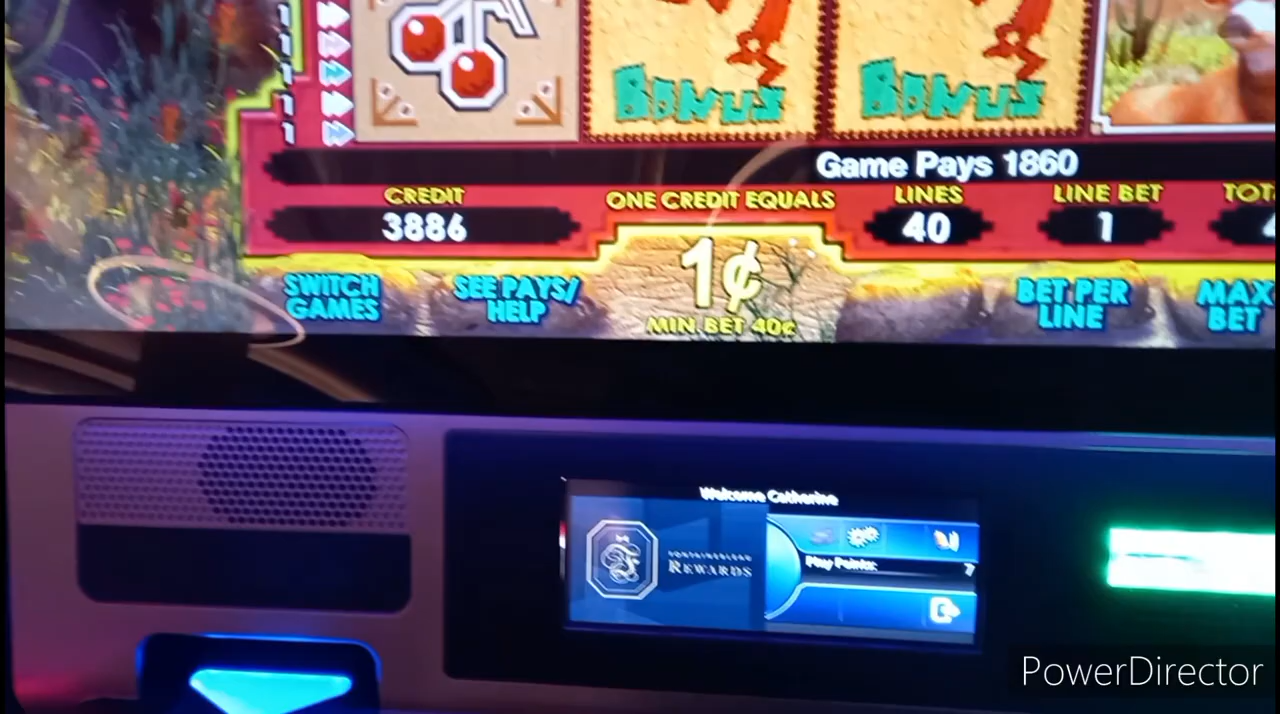 BONUS
BONUS
Game Pays 1860
CREDIT
3886
ONE CREDIT EQUALS
1¢
MIN BET 40¢
LINES
40
LINE BET
1
SWITCH
GAMES
SEE PAYS/
HELP
BET PER
LINE
MAX
BET
Welcome Catherine
REWARDS
Play Points:
7
PowerDirector